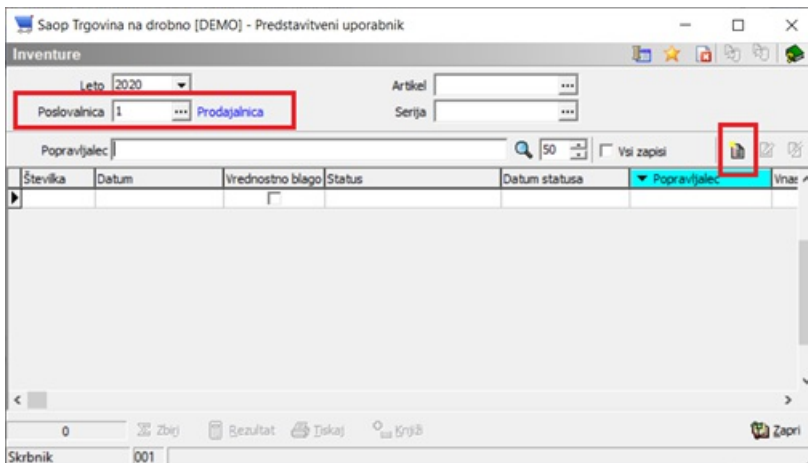 Saop Trgovina na drobno [DEMO] - Predstavitveni uporabnik
Inventure
Leto 2020 Artikel
Poslovalnica 1 Prodajalnica Serija
Popravljalec 50 Vsi zapisi
Številka Datum Vrednostno blago Status Datum statusa Popravljalec Vnas
0 Zbirj Rezultat Tiskaj Knjiži Zapri
Skrbnik 001